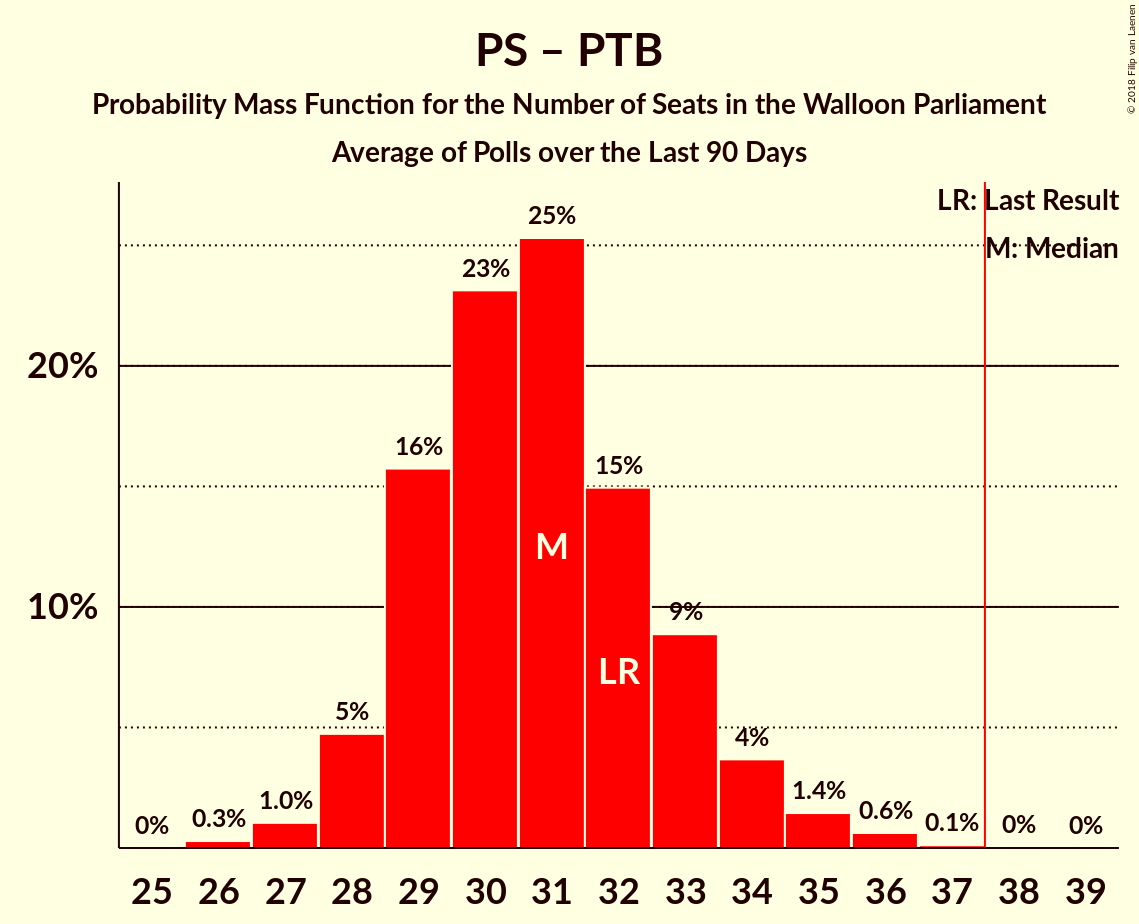 PS – PTB
Probability Mass Function for the Number of Seats in the Walloon Parliament
Average of Polls over the Last 90 Days
© 2018 Filip van Laenen
LR: Last Result
M: Median
25%
23%
20%
16%
15%
M
10%
9%
LR
5%
4%
1.4%
1.0%
0.6%
0.3%
0.1%
0%
0%
0%
25 26 27 28 29 30 31 32 33 34 35 36 37 38 39